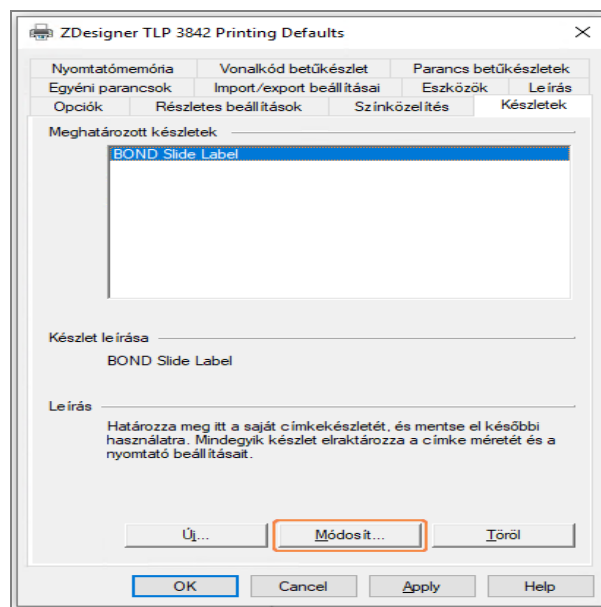 ZDesigner TLP 3842 Printing Defaults
Nyomtatómemória Vonalkód betűkészlet Parancs betűkészletek
Egyéni parancsok Import/export beállításai Eszközök Leírás
Opciók Részletes beállítások Színközelítés Készletek
Meghatározott készletek
BOND Slide Label
Készlet leírása
BOND Slide Label
Leírás
Határozza meg itt a saját címkekészletét, és mentse el későbbi
használatra. Mindegyik készlet elraktározza a címke méretét és a
nyomtató beállításait.
Új... Módosít... Töröl
OK Cancel Apply Help